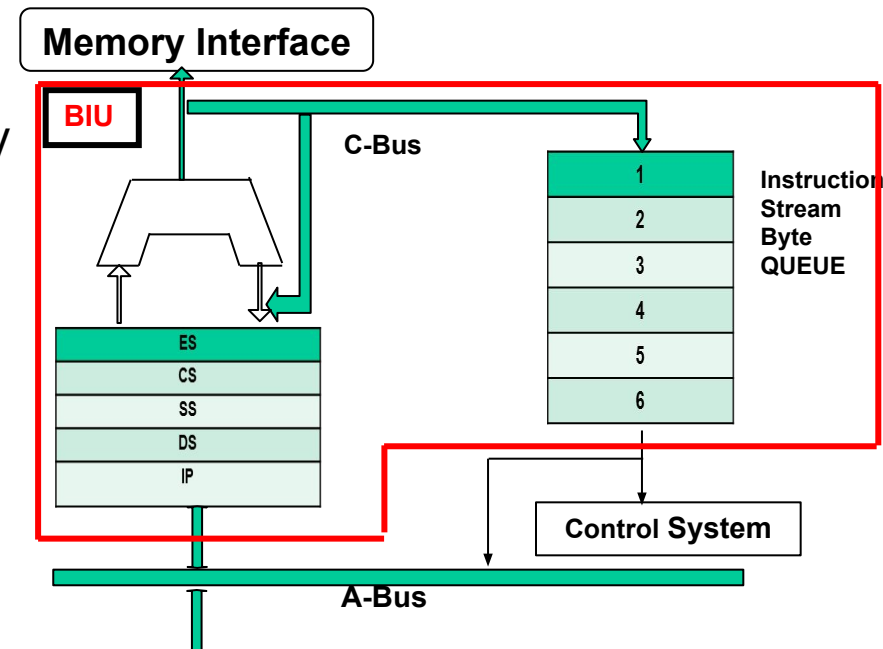 Memory Interface
BIU
y
C-Bus
1
2
3
4
5
6
Instruction
Stream
Byte
QUEUE
ES
CS
SS
DS
IP
Control System
A-Bus